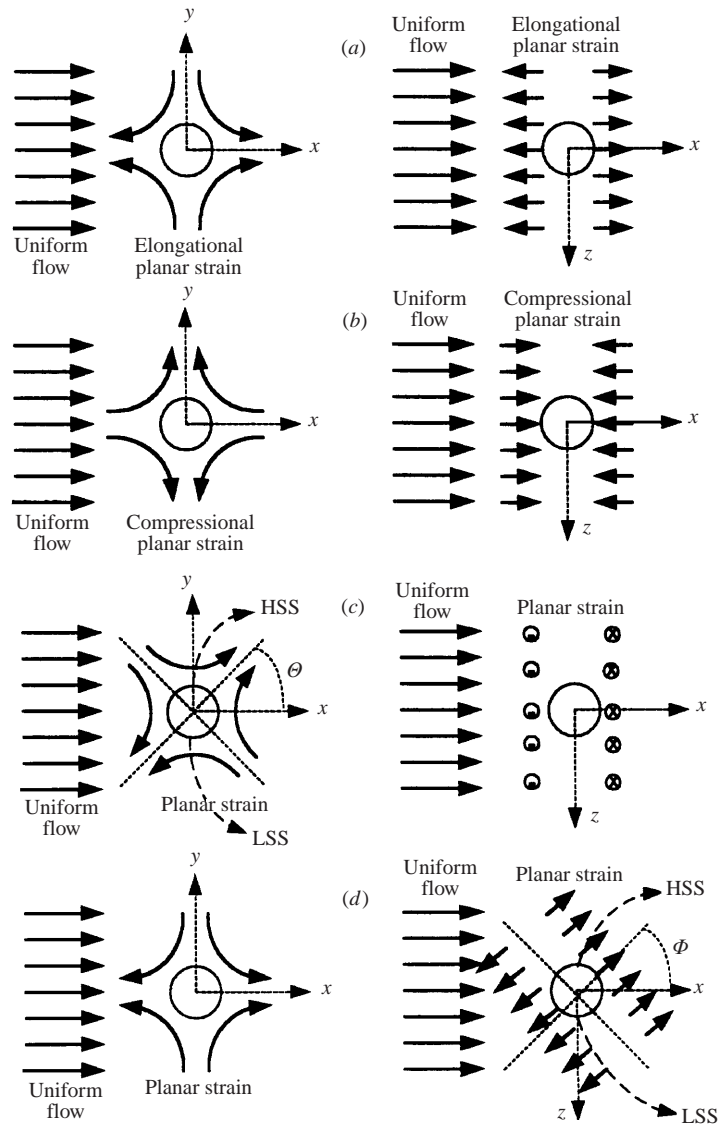 y
(a)
Uniform
flow
Elongational
planar strain
x
x
Uniform
flow
Elongational
planar strain
z
y
(b)
Uniform
flow
Compressional
planar strain
x
x
Uniform
flow
Compressional
planar strain
z
y
HSS
(c)
Uniform
flow
Planar strain
Θ
x
x
Uniform
flow
Planar strain
LSS
z
y
(d)
Uniform
flow
Planar strain
HSS
Φ
x
x
Uniform
flow
Planar strain
z
LSS